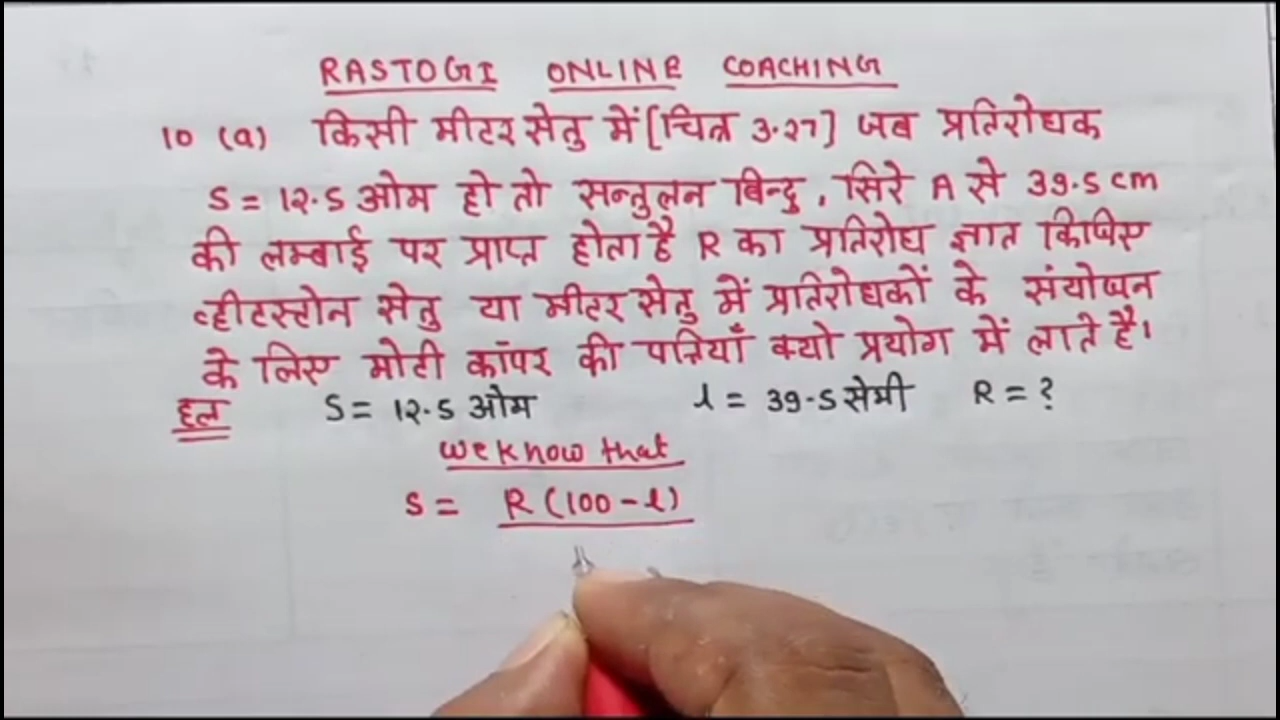 RASTOGI ONLINE COACHING
10 (a) किसी मीटर सेतु में [चित्र 3.27] जब प्रतिरोधक
S = 12.5 ओम हो तो सन्तुलन बिन्दु, सिरे A से 39.5 cm
की लम्बाई पर प्राप्त होता है R का प्रतिरोध ज्ञात किजिए
व्हीटस्टोन सेतु या मीटर सेतु में प्रतिरोधकों के संयोजन
के लिए मोटी कॉपर की पत्तियाँ क्यो प्रयोग में लाते है।
हल S = 12.5 ओम l = 39.5 सेमी R = ?
we know that
S = R (100 - l)